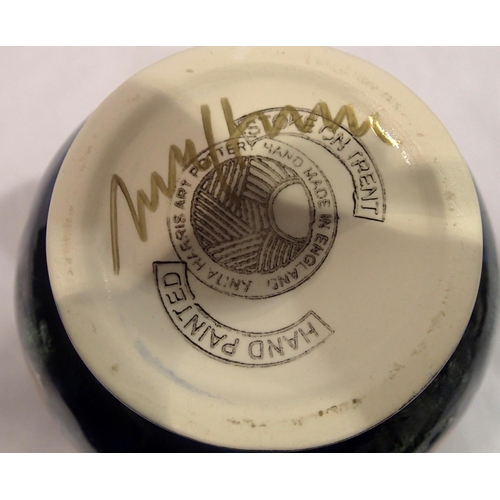 STOKE ON TRENT
ANITA HARRIS ART POTTERY HAND MADE IN ENGLAND
HAND PAINTED